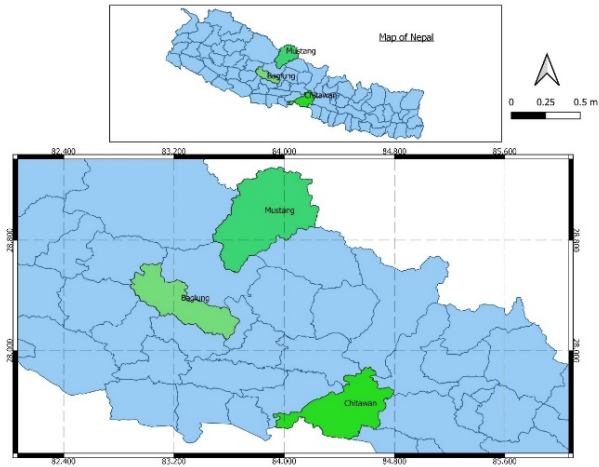 Map of Nepal
Mustang
Baglung
Chitawan
0 0.25 0.5 m
82.400 83.200 84.000 84.800 85.600
Mustang
28.800 28.800
Baglung
28.000 28.000
Chitawan
82.400 83.200 84.000 84.800 85.600